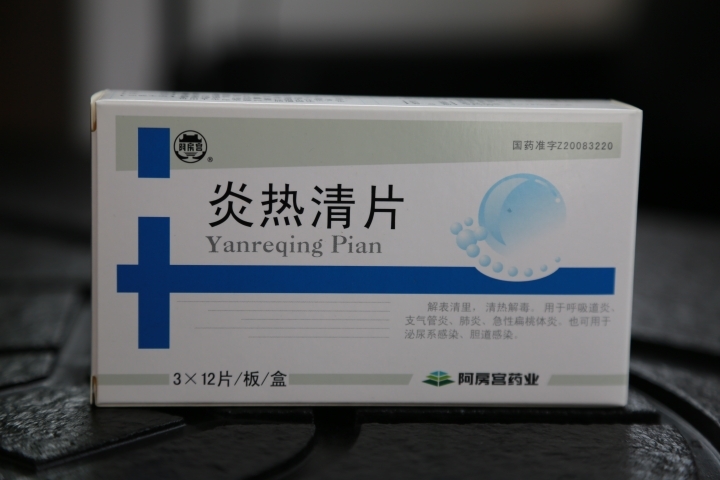 阿房宫
®
国药准字Z20083220
炎热清片
Yanreqing Pian
解表清里，清热解毒。用于呼吸道炎、
支气管炎、肺炎、急性扁桃体炎，也可用于
泌尿系感染、胆道感染。
3×12片/板/盒
阿房宫药业